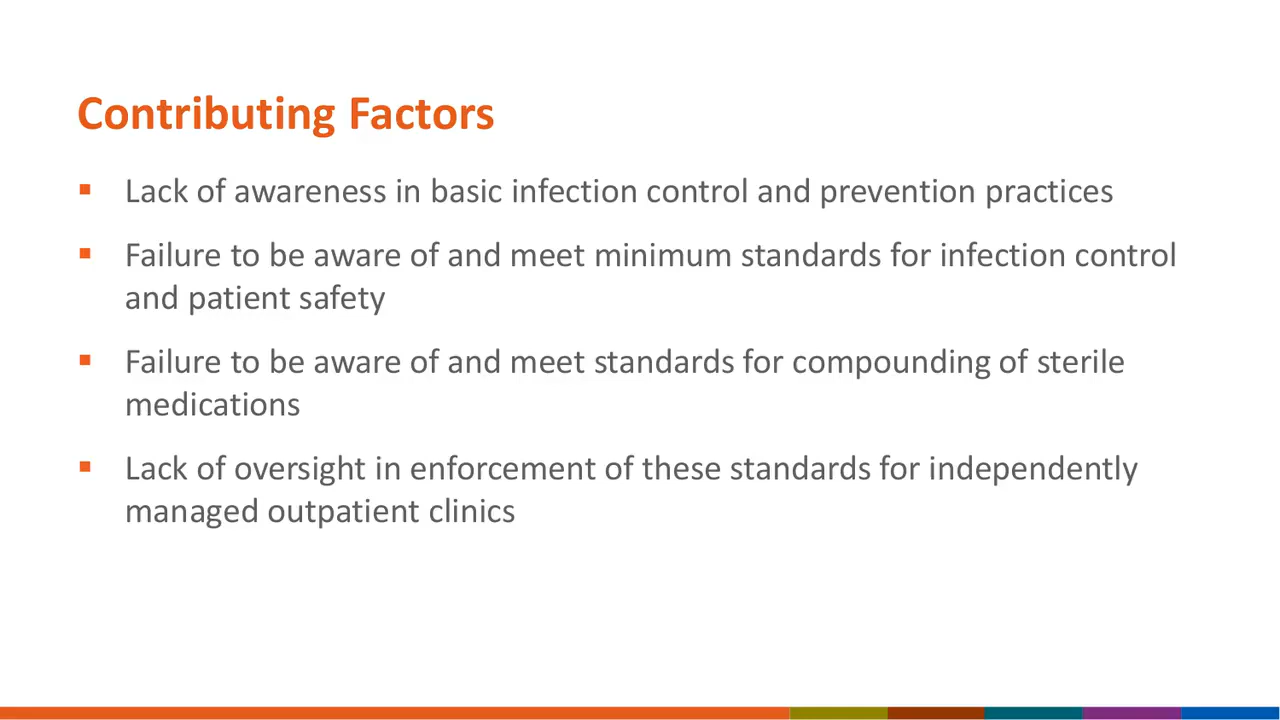 Contributing Factors
▪ Lack of awareness in basic infection control and prevention practices
▪ Failure to be aware of and meet minimum standards for infection control
and patient safety
▪ Failure to be aware of and meet standards for compounding of sterile
medications
▪ Lack of oversight in enforcement of these standards for independently
managed outpatient clinics